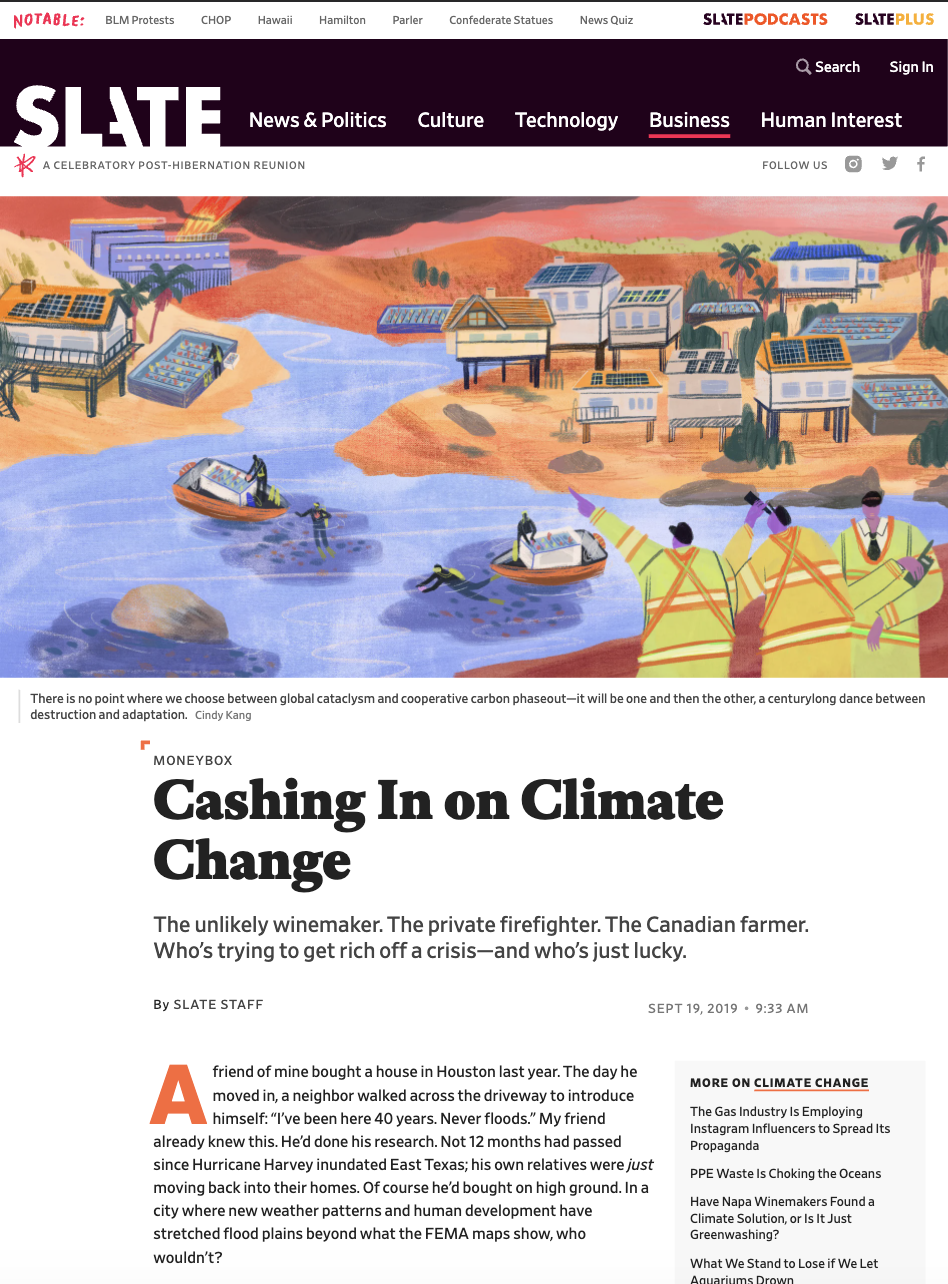 NOTABLE: BLM Protests CHOP Hawaii Hamilton Parler Confederate Statues News Quiz SLATEPODCASTS SLATEPLUS
Search Sign In
SLATE News & Politics Culture Technology Business Human Interest
A CELEBRATORY POST-HIBERNATION REUNION FOLLOW US
There is no point where we choose between global cataclysm and cooperative carbon phaseout—it will be one and then the other, a centurylong dance between
destruction and adaptation. Cindy Kang
MONEYBOX
Cashing In on Climate
Change
The unlikely winemaker. The private firefighter. The Canadian farmer.
Who's trying to get rich off a crisis—and who's just lucky.
By SLATE STAFF
SEPT 19, 2019 • 9:33 AM
A friend of mine bought a house in Houston last year. The day he
moved in, a neighbor walked across the driveway to introduce
himself: “I've been here 40 years. Never floods.” My friend
already knew this. He'd done his research. Not 12 months had passed
since Hurricane Harvey inundated East Texas; his own relatives were just
moving back into their homes. Of course he'd bought on high ground. In a
city where new weather patterns and human development have
stretched flood plains beyond what the FEMA maps show, who
wouldn't?
MORE ON CLIMATE CHANGE
The Gas Industry Is Employing
Instagram Influencers to Spread Its
Propaganda
PPE Waste Is Choking the Oceans
Have Napa Winemakers Found a
Climate Solution, or Is It Just
Greenwashing?
What We Stand to Lose if We Let
Aquariums Drown